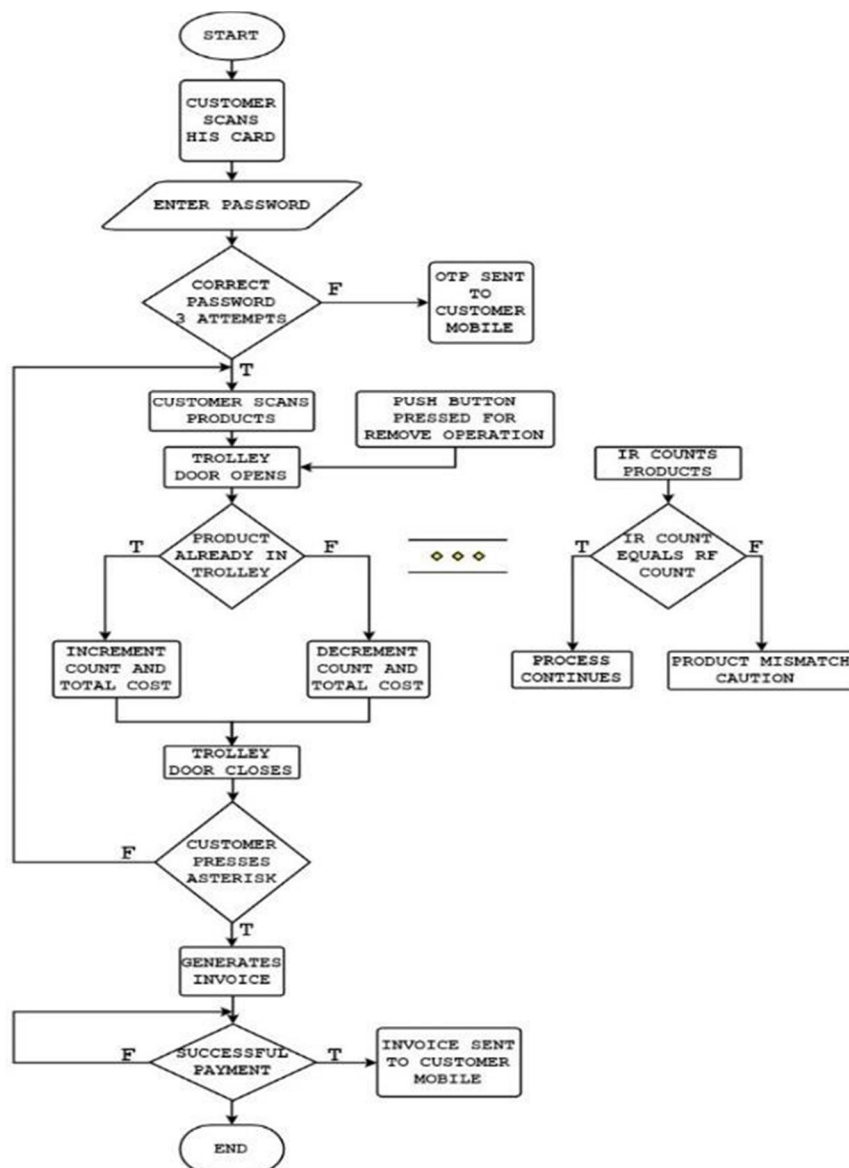 START
CUSTOMER
SCANS
HIS CARD
ENTER PASSWORD
CORRECT
PASSWORD
3 ATTEMPTS
F
OTP SENT
TO
CUSTOMER
MOBILE
T
CUSTOMER SCANS
PRODUCTS
PUSH BUTTON
PRESSED FOR
REMOVE OPERATION
TROLLEY
DOOR OPENS
IR COUNTS
PRODUCTS
PRODUCT
ALREADY IN
TROLLEY
T
F
IR COUNT
EQUALS RF
COUNT
T
F
INCREMENT
COUNT AND
TOTAL COST
DECREMENT
COUNT AND
TOTAL COST
PROCESS
CONTINUES
PRODUCT MISMATCH
CAUTION
TROLLEY
DOOR CLOSES
CUSTOMER
PRESSES
ASTERISK
F
T
GENERATES
INVOICE
SUCCESSFUL
PAYMENT
F
T
INVOICE SENT
TO CUSTOMER
MOBILE
END